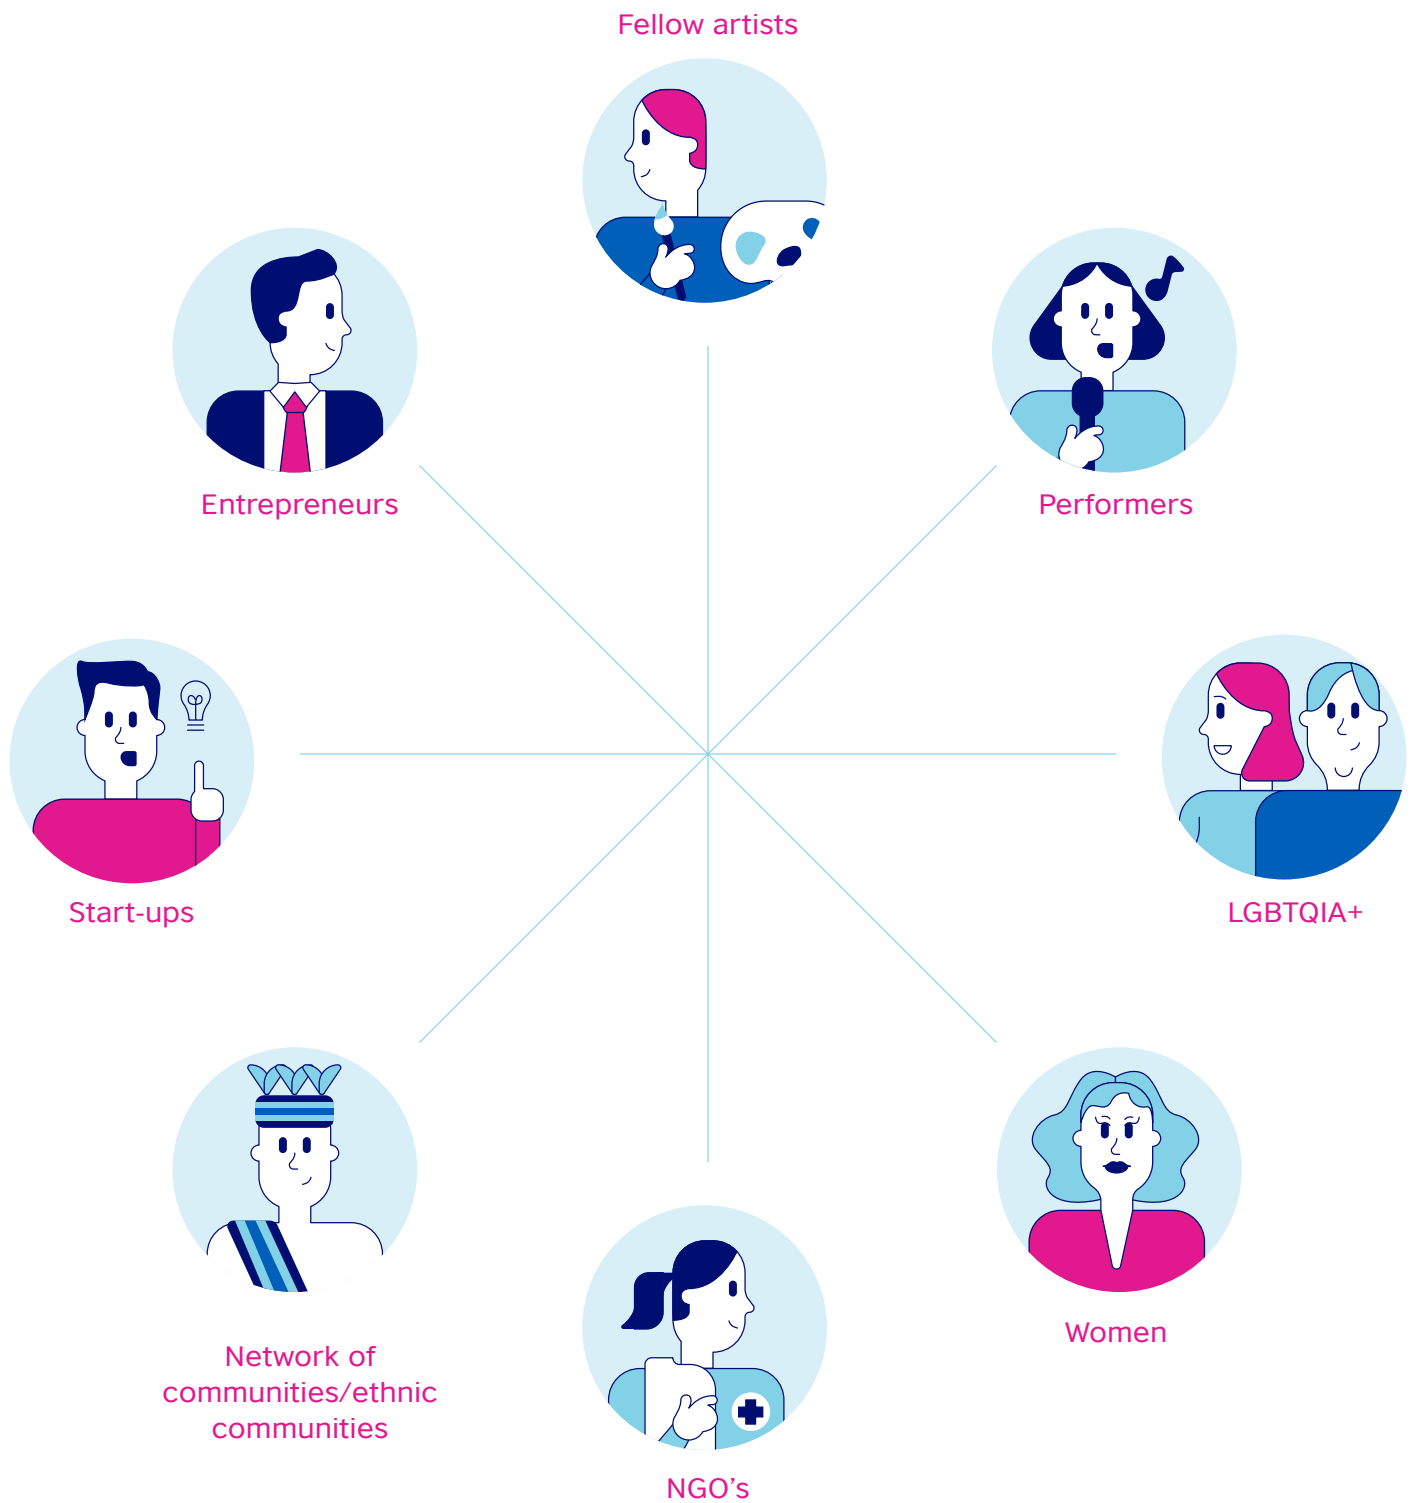 Fellow artists
Entrepreneurs
Performers
Start-ups
LGBTQIA+
Women
Network of
communities/ethnic
communities
NGO’s